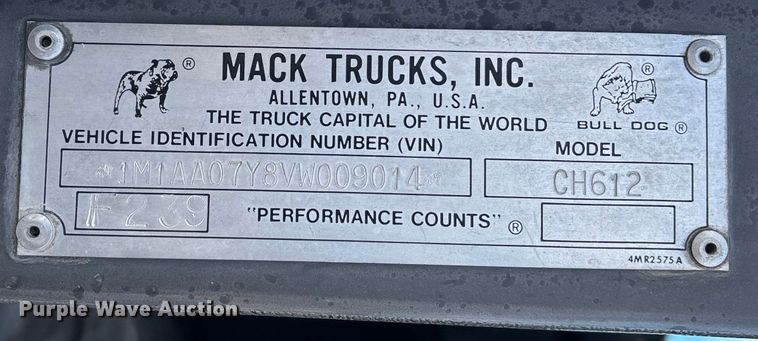 MACK TRUCKS, INC.
ALLENTOWN, PA., U.S.A.
THE TRUCK CAPITAL OF THE WORLD
BULL DOG ®
VEHICLE IDENTIFICATION NUMBER (VIN)
MODEL
*1M1AA07Y8VW009014*
CH612
F239
"PERFORMANCE COUNTS" ®
4MR2575A
Purple Wave Auction